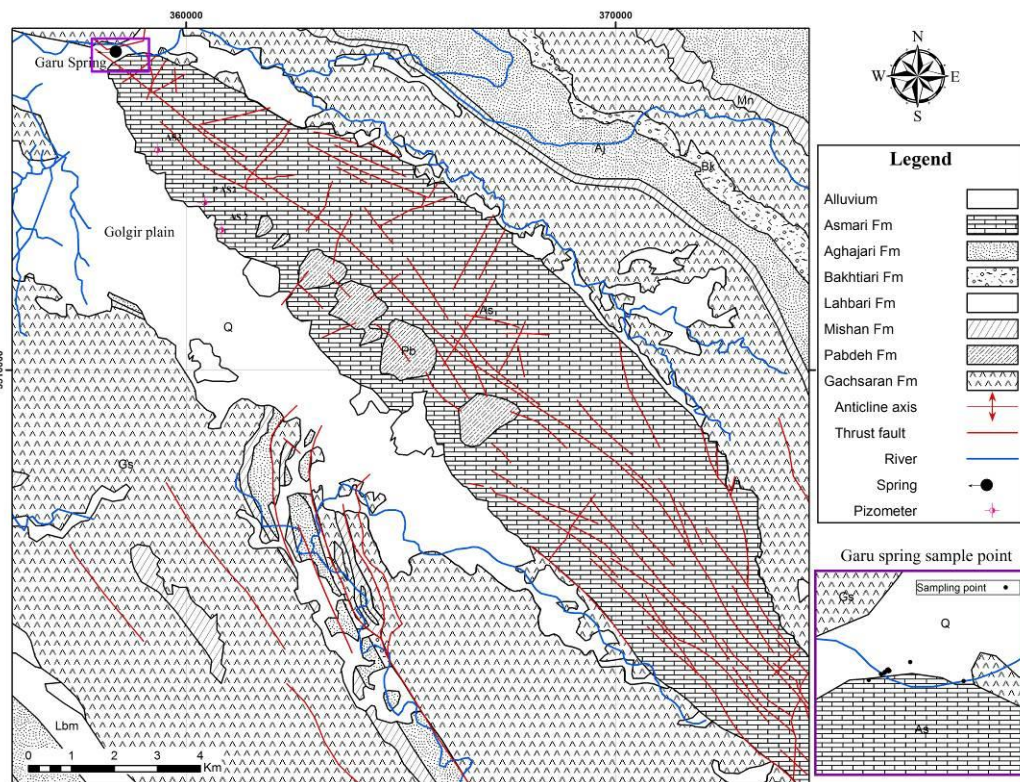 360000
370000
Garu Spring
Mn
Aj
Bk
Golgir plain
As
Q
Pb
Gs
Lbm
0 1 2 3 4
Km
N
W E
S
Legend
Alluvium
Asmari Fm
Aghajari Fm
Bakhtiari Fm
Lahbari Fm
Mishan Fm
Pabdeh Fm
Gachsaran Fm
Anticline axis
Thrust fault
River
Spring
Pizometer
Garu spring sample point
Sampling point
Gs
Q
As